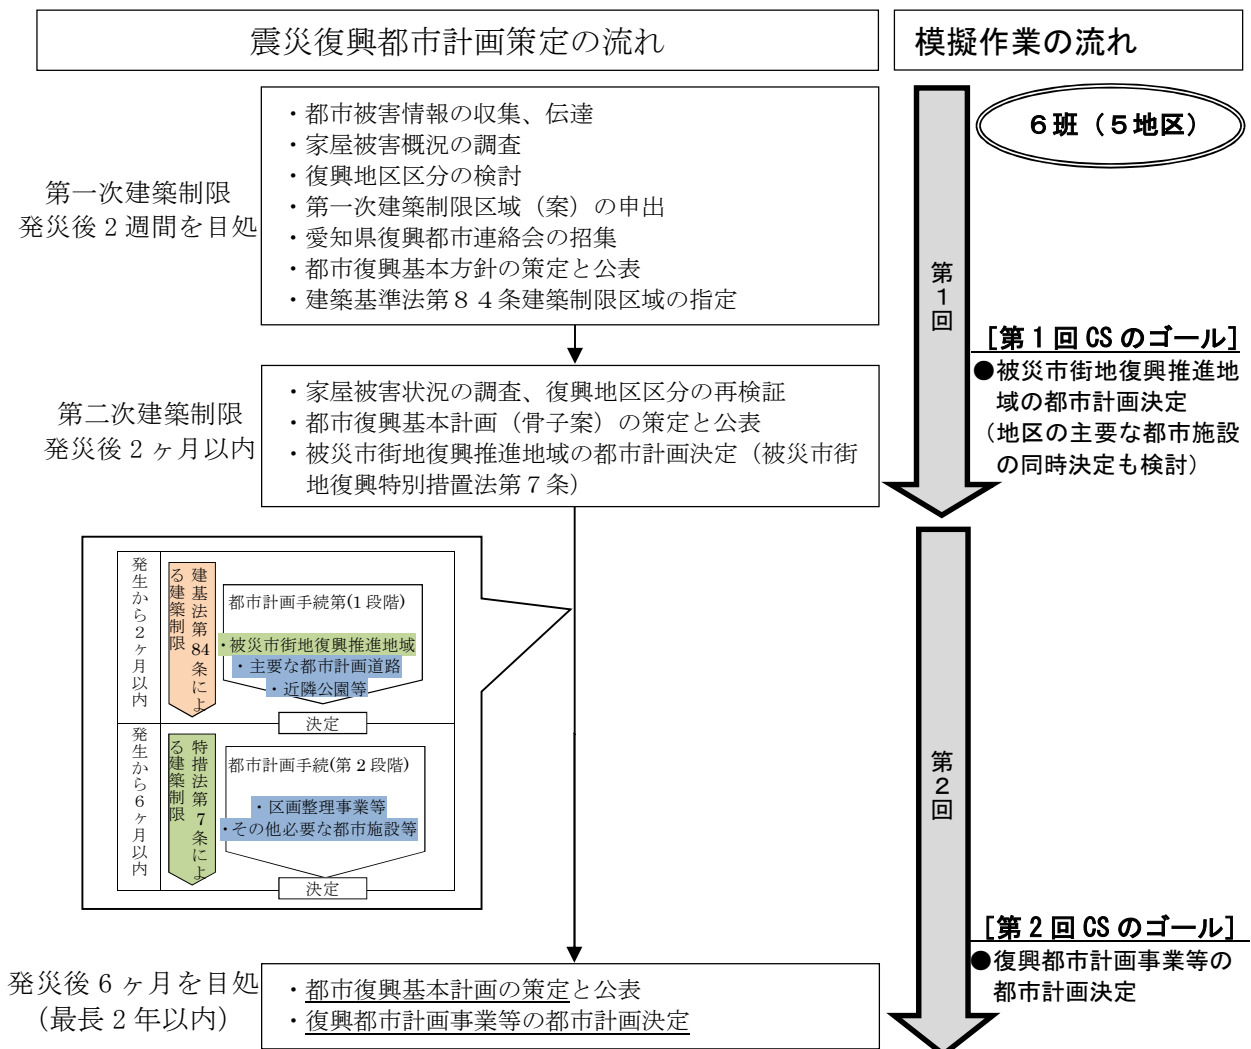 震災復興都市計画策定の流れ
模擬作業の流れ
第一次建築制限
発災後２週間を目処
・都市被害情報の収集、伝達
・家屋被害概況の調査
・復興地区区分の検討
・第一次建築制限区域（案）の申出
・愛知県復興都市連絡会の招集
・都市復興基本方針の策定と公表
・建築基準法第８４条建築制限区域の指定
６班（５地区）
第１回
［第１回 CS のゴール］
●被災市街地復興推進地
域の都市計画決定
（地区の主要な都市施設
の同時決定も検討）
第二次建築制限
発災後２ヶ月以内
・家屋被害状況の調査、復興地区区分の再検証
・都市復興基本計画（骨子案）の策定と公表
・被災市街地復興推進地域の都市計画決定（被災市街
地復興特別措置法第７条）
発生から２ヶ月以内
建基法第84条によ
る建築制限
都市計画手続第(1 段階)
・被災市街地復興推進地域
・主要な都市計画道路
・近隣公園等
決定
発生から６ヶ月以内
特措法第７条によ
る建築制限
都市計画手続(第 2 段階)
・区画整理事業等
・その他必要な都市施設等
決定
第２回
［第２回 CS のゴール］
●復興都市計画事業等の
都市計画決定
発災後６ヶ月を目処
（最長２年以内）
・都市復興基本計画の策定と公表
・復興都市計画事業等の都市計画決定